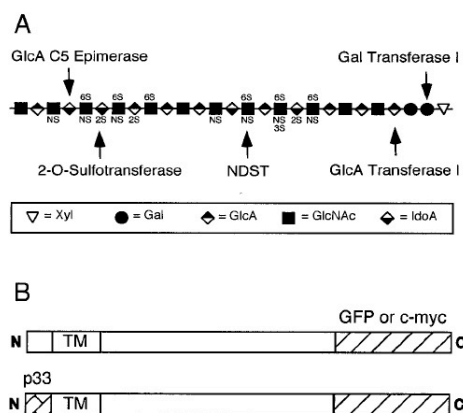 A
GlcA C5 Epimerase Gal Transferase I
6S 6S 6S 6S 6S 6S
NS NS 2S NS 2S NS NS NS 2S NS
3S
2-O-Sulfotransferase NDST GlcA Transferase I
= Xyl = Gal = GlcA = GlcNAc = IdoA
B
GFP or c-myc
N TM C
p33
N TM C